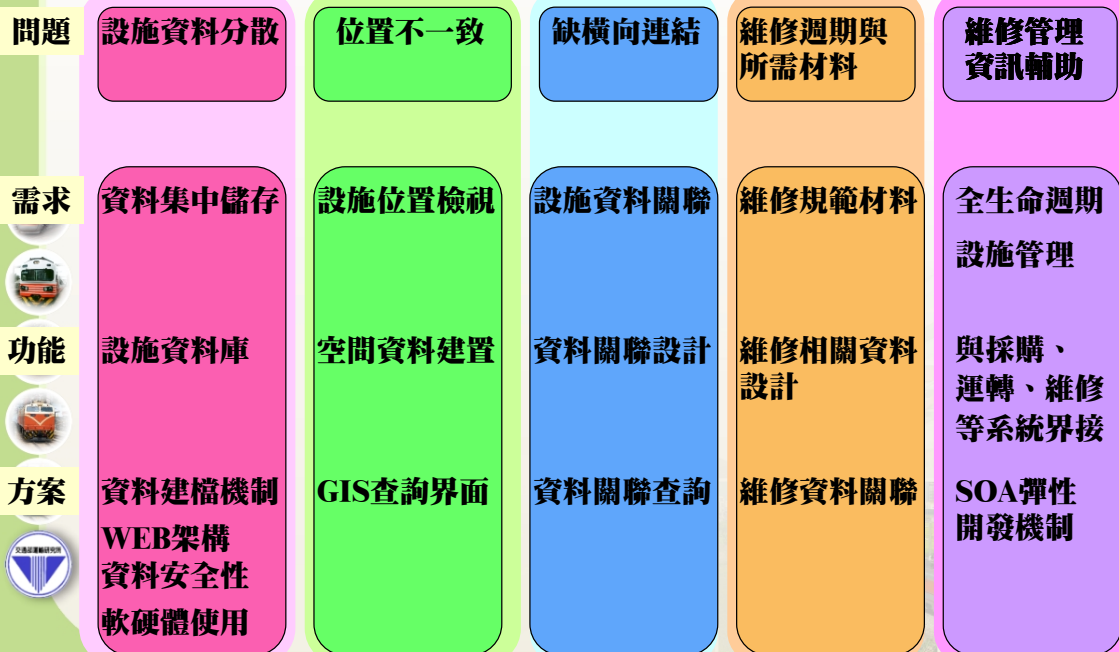 問題
設施資料分散
位置不一致
缺橫向連結
維修週期與
所需材料
維修管理
資訊輔助
需求
資料集中儲存
設施位置檢視
設施資料關聯
維修規範材料
全生命週期
設施管理
功能
設施資料庫
空間資料建置
資料關聯設計
維修相關資料
設計
與採購、
運轉、維修
等系統界接
方案
資料建檔機制
WEB架構
資料安全性
軟硬體使用
GIS查詢界面
資料關聯查詢
維修資料關聯
SOA彈性
開發機制
交通部運輸研究所